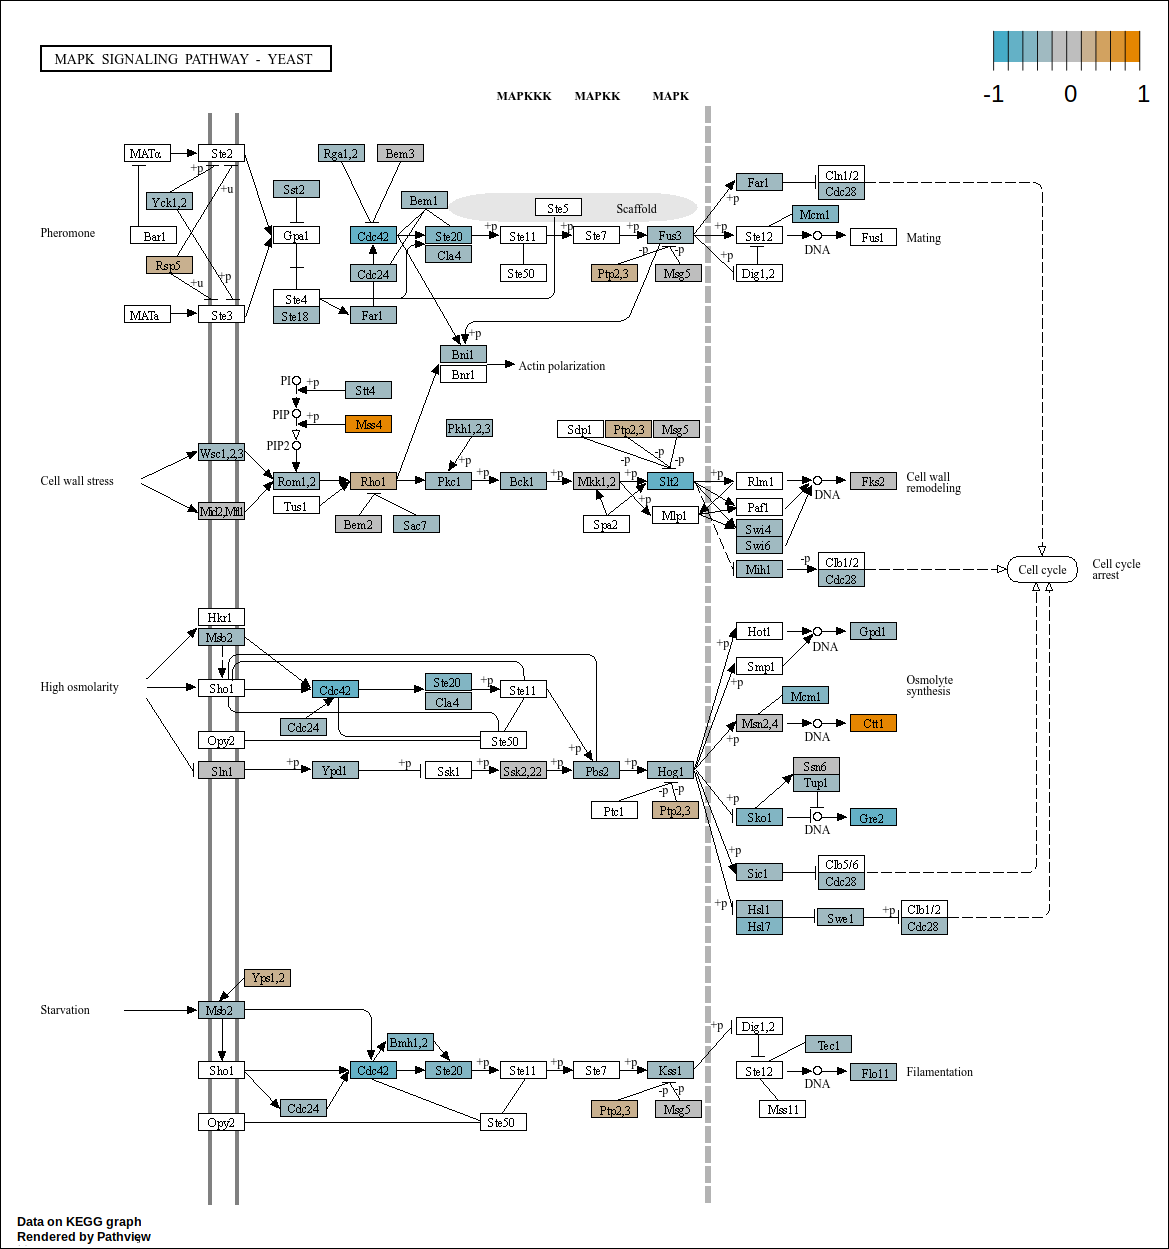 MAPK SIGNALING PATHWAY - YEAST
-1 0 1
MAPKKK MAPKK MAPK
MATα Ste2 Rga1,2 Bem3
+p
+u
Yck1,2 Sst2 Bem1 Far1 Cln1/2
Cdc28
+p
Ste5 Scaffold Mcm1
Pheromone Bar1 Gpa1 Cdc42 Ste20 +p Ste11 +p Ste7 +p Fus3 +p Ste12 DNA Fus1 Mating
Cla4
-p -p +p
Rsp5 Cdc24 Ste50 Ptp2,3 Msg5 Dig1,2
+u +p
Ste4
MATa Ste3 Ste18 Far1
+p
Bni1
Bnr1 Actin polarization
PI +p Stt4
PIP +p Mss4
PIP2
Pkh1,2,3 Sdp1 Ptp2,3 Msg5
Wsc1,2,3 +p -p -p -p
Cell wall stress Rom1,2 Rho1 Pkc1 +p Bck1 +p Mkk1,2 +p Slt2 +p Rlm1 DNA Fks2 Cell wall
remodeling
+p
Mid2,Mtl1 Tus1 Paf1
Bem2 Sac7 Spa2 Mlp1 Swi4
Swi6
Mih1 -p Clb1/2
Cdc28
Cell cycle Cell cycle
arrest
Hkr1
Msb2 Hot1 DNA Gpd1
+p
Smp1
+p
High osmolarity Sho1 Cdc42 Ste20 +p Ste11
Cla4
Osmolyte
synthesis
Mcm1
Cdc24 Msn2,4 DNA Ctt1
+p
Opy2 Ste50
+p
Sln1 +p Ypd1 +p Ssk1 +p Ssk2,22 +p Pbs2 +p Hog1 Ssn6
Tup1
-p -p +p
Ptc1 Ptp2,3 Sko1 DNA Gre2
+p
Sic1 Clb5/6
Cdc28
+p
Hsl1
Hsl7 Swe1 +p Clb1/2
Cdc28
Yps1,2
Starvation Msb2
+p Dig1,2
Bmh1,2 Tec1
Sho1 Cdc42 Ste20 +p Ste11 +p Ste7 +p Kss1 Ste12 DNA Flo11 Filamentation
-p -p
Cdc24 Ptp2,3 Msg5 Mss11
Opy2 Ste50
Data on KEGG graph
Rendered by Pathview